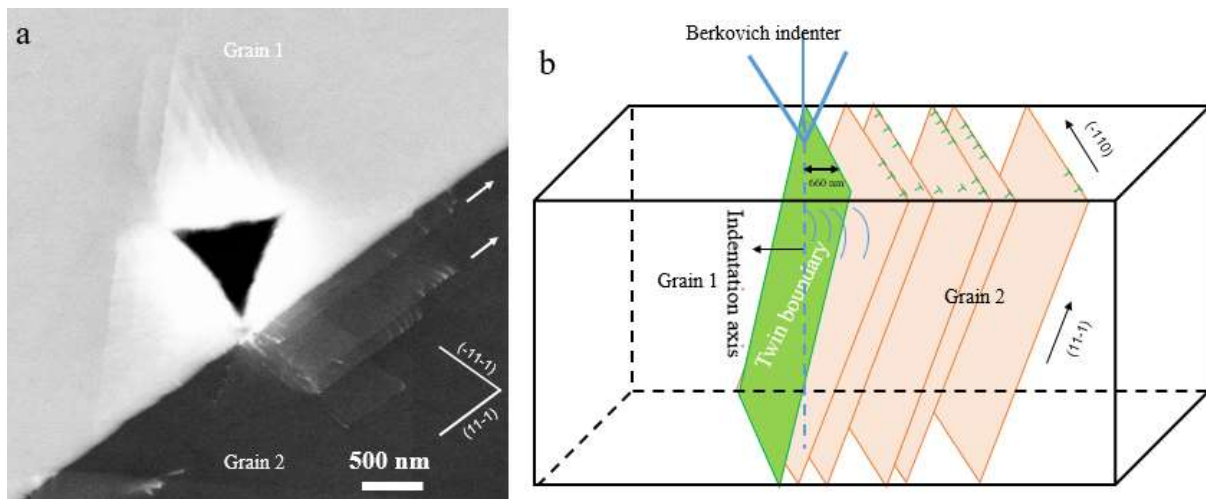 a
Grain 1
(-11-1)
(11-1)
Grain 2
500 nm
b
Berkovich indenter
(-110)
660 nm
Indentation axis
Grain 1
Twin boundary
Grain 2
(11-1)